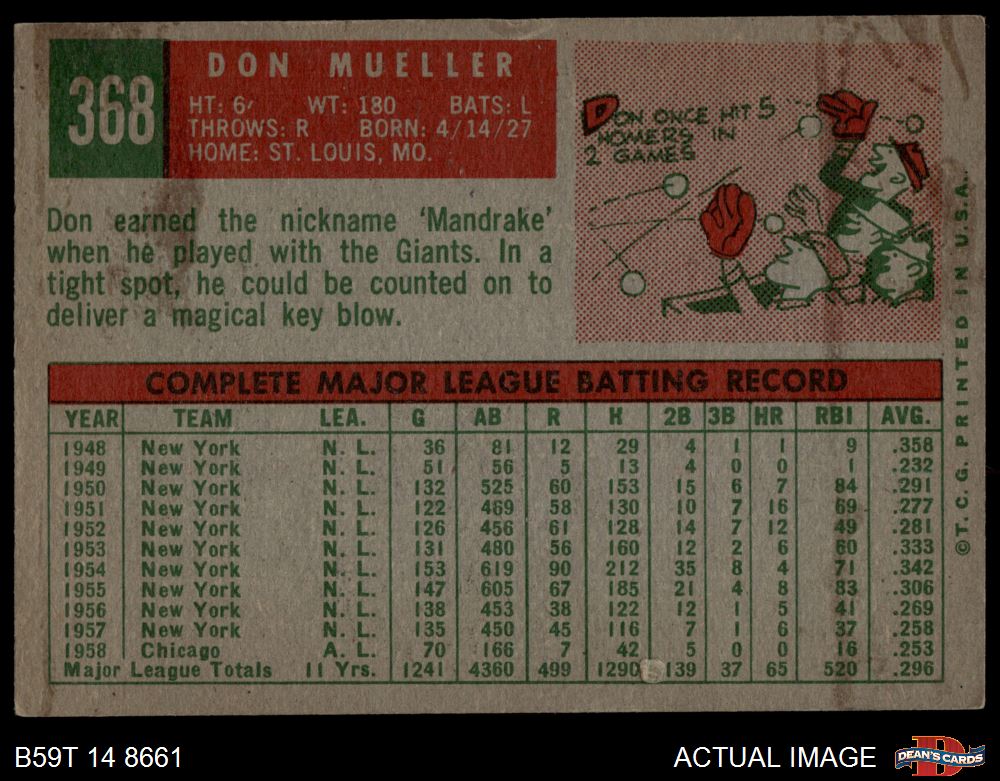 368
DON MUELLER
HT: 6' WT: 180 BATS: L
THROWS: R BORN: 4/14/27
HOME: ST. LOUIS, MO.
DON ONCE HIT 5
HOMERS IN
2 GAMES
Don earned the nickname 'Mandrake'
when he played with the Giants. In a
tight spot, he could be counted on to
deliver a magical key blow.
COMPLETE MAJOR LEAGUE BATTING RECORD
YEAR TEAM LEA. G AB R H 2B 3B HR RBI AVG.
1948 New York N. L. 36 81 12 29 4 1 1 9 .358
1949 New York N. L. 51 56 5 13 4 0 0 1 .232
1950 New York N. L. 132 525 60 153 15 6 7 84 .291
1951 New York N. L. 122 469 58 130 10 7 16 69 .277
1952 New York N. L. 126 456 61 128 14 7 12 49 .281
1953 New York N. L. 131 480 56 160 12 2 6 60 .333
1954 New York N. L. 153 619 90 212 35 8 4 71 .342
1955 New York N. L. 147 605 67 185 21 4 8 83 .306
1956 New York N. L. 138 453 38 122 12 1 5 41 .269
1957 New York N. L. 135 450 45 116 7 1 6 37 .258
1958 Chicago A. L. 70 166 7 42 5 0 0 16 .253
Major League Totals 11 Yrs. 1241 4360 499 1290 139 37 65 520 .296
©T. C. G. PRINTED IN U.S.A.
B59T 14 8661
ACTUAL IMAGE
D
DEAN'S CARDS